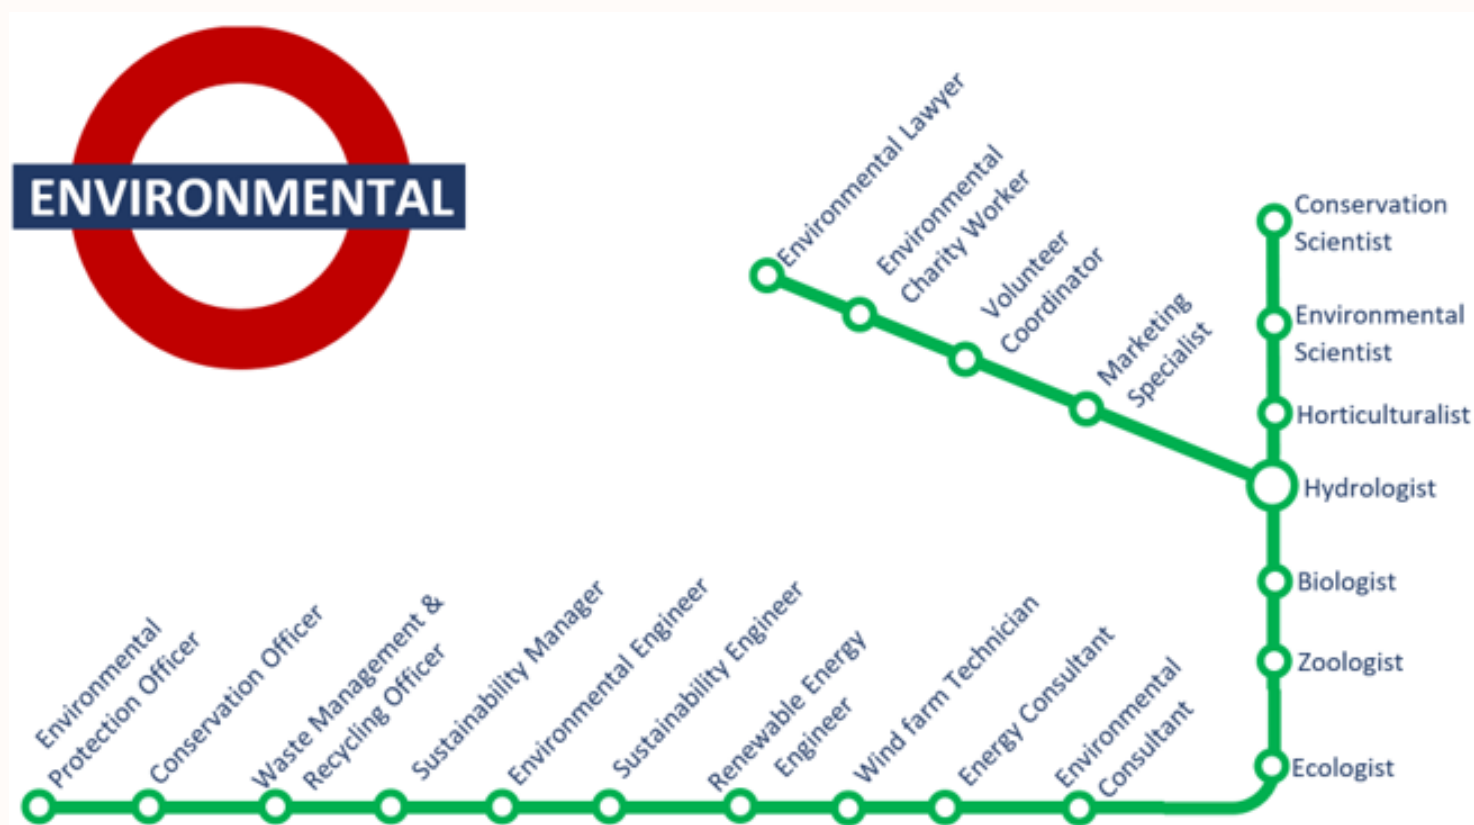 ENVIRONMENTAL
Environmental Lawyer
Environmental
Charity Worker
Volunteer
Coordinator
Marketing
Specialist
Conservation
Scientist
Environmental
Scientist
Horticulturalist
Hydrologist
Biologist
Zoologist
Ecologist
Environmental
Protection Officer
Conservation Officer
Waste Management &
Recycling Officer
Sustainability Manager
Environmental Engineer
Sustainability Engineer
Renewable Energy
Engineer
Wind farm Technician
Energy Consultant
Environmental
Consultant